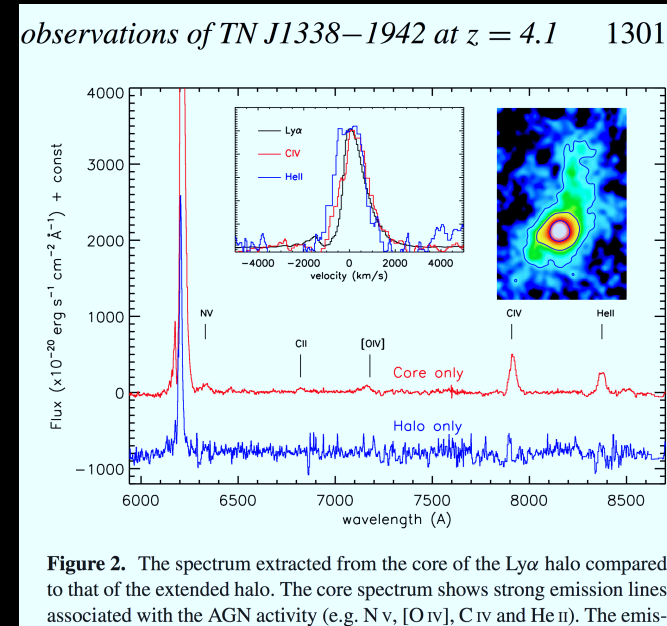 observations of TN J1338–1942 at z = 4.1 1301
4000
3000
2000
1000
0
−1000
Flux (x10⁻²⁰ erg s⁻¹ cm⁻² Å⁻¹) + const
Lyα
CIV
HeII
−4000 −2000 0 2000 4000
velocity (km/s)
NV
CII
[OIV]
CIV
HeII
Core only
Halo only
6000 6500 7000 7500 8000 8500
wavelength (A)
Figure 2. The spectrum extracted from the core of the Lyα halo compared
to that of the extended halo. The core spectrum shows strong emission lines
associated with the AGN activity (e.g. N V, [O IV], C IV and He II). The emis-